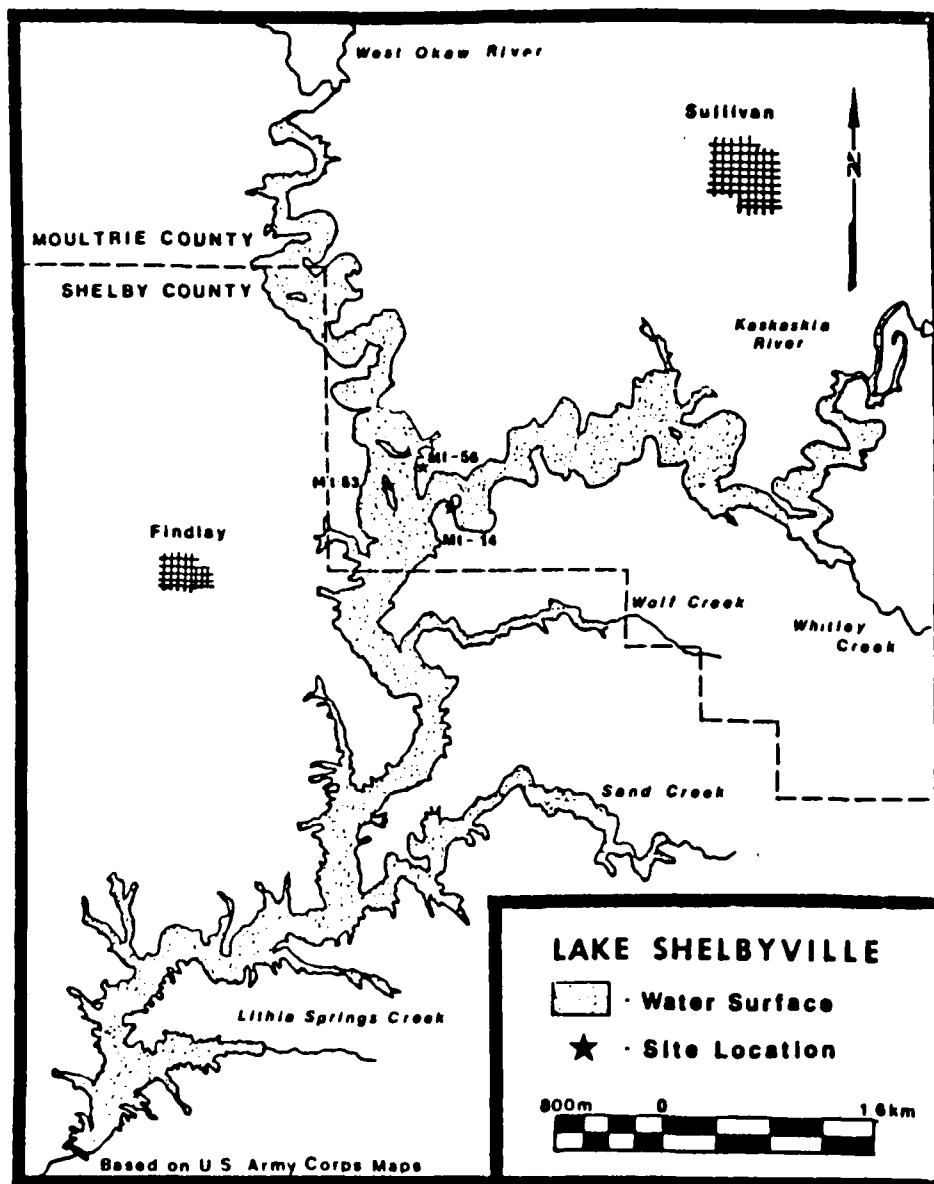 West Okaw River
Sullivan
N
MOULTRIE COUNTY
SHELBY COUNTY
Kaskaskia
River
MI-56
MI-53
MI-14
Findlay
Wolf Creek
Whitley
Creek
Sand Creek
LAKE SHELBYVILLE
· Water Surface
Lithia Springs Creek
★ · Site Location
800m 0 1.6km
Based on U S Army Corps Maps